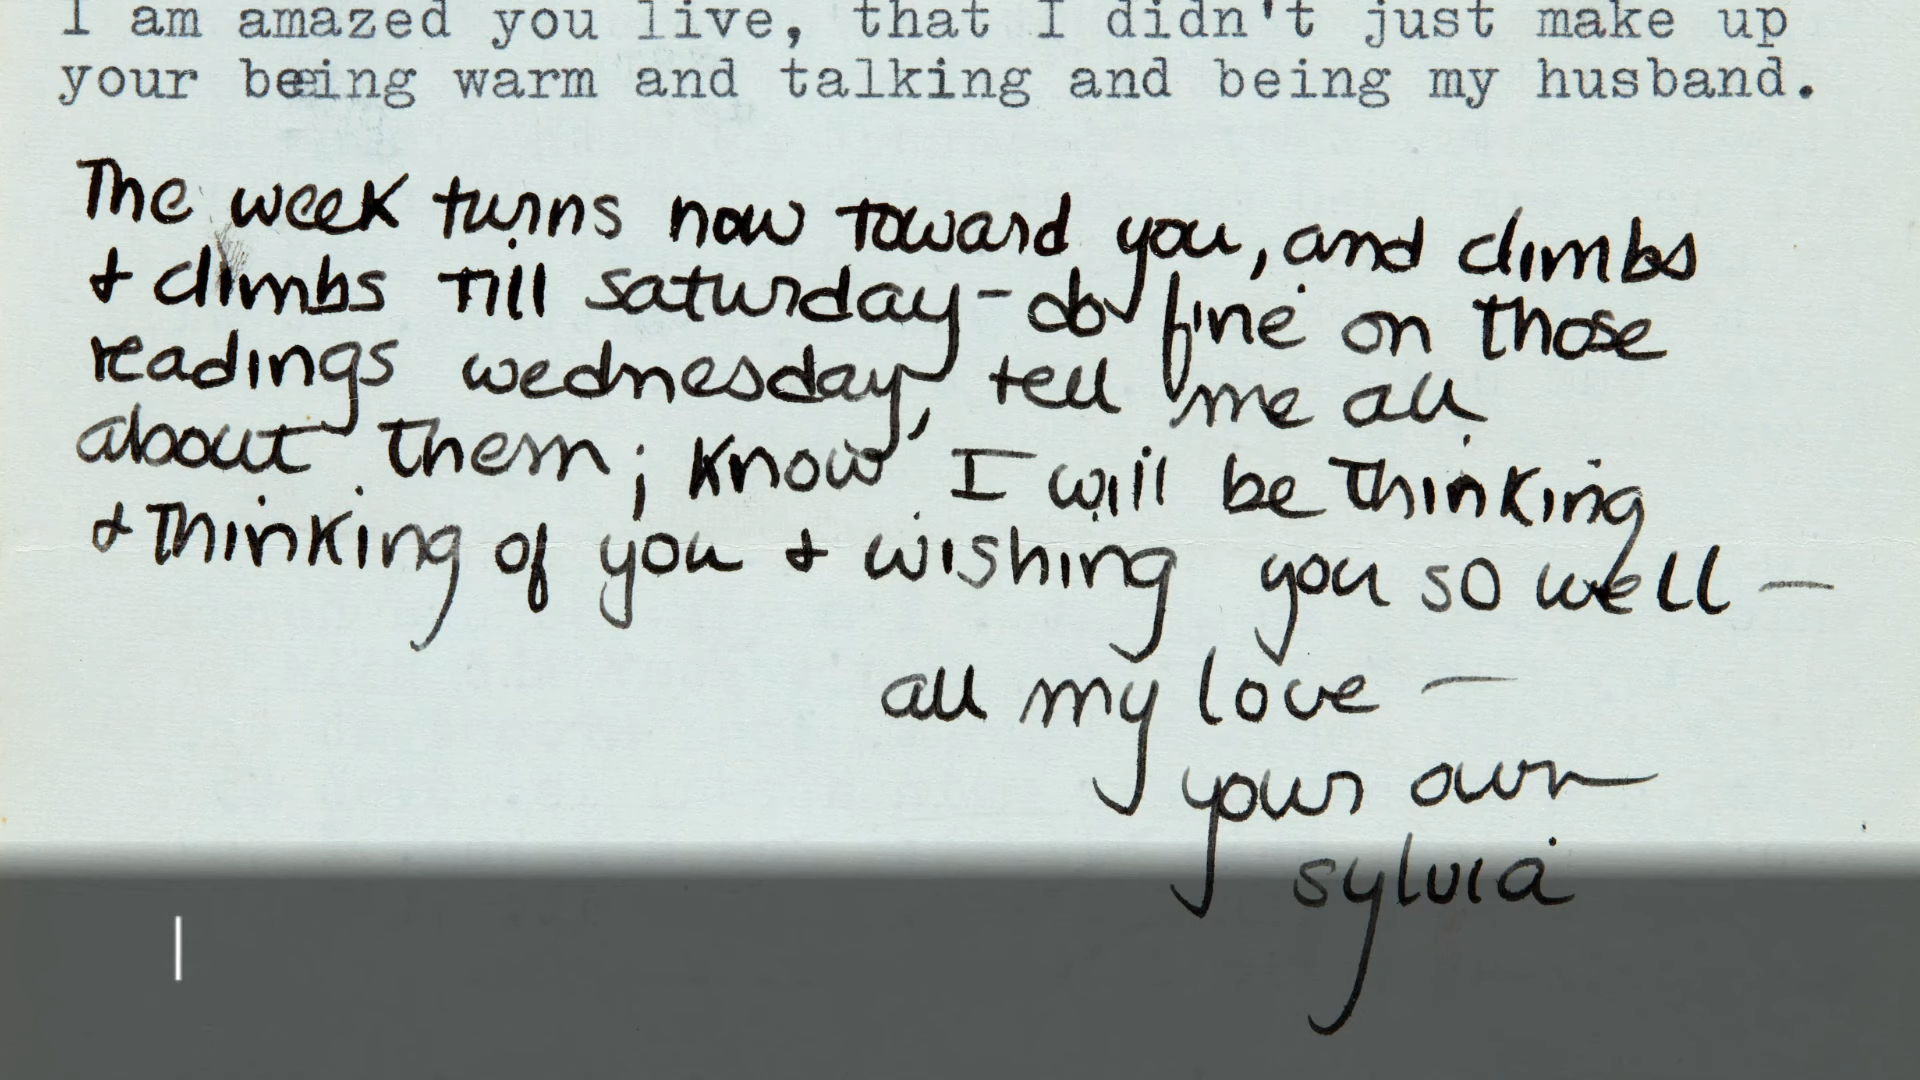 I am amazed you live, that I didn't just make up
your being warm and talking and being my husband.
The week turns now toward you, and climbs
& climbs till saturday - do fine on those
readings wednesday, tell me all
about them; know I will be thinking
& thinking of you & wishing you so well —
all my love —
your own
sylvia